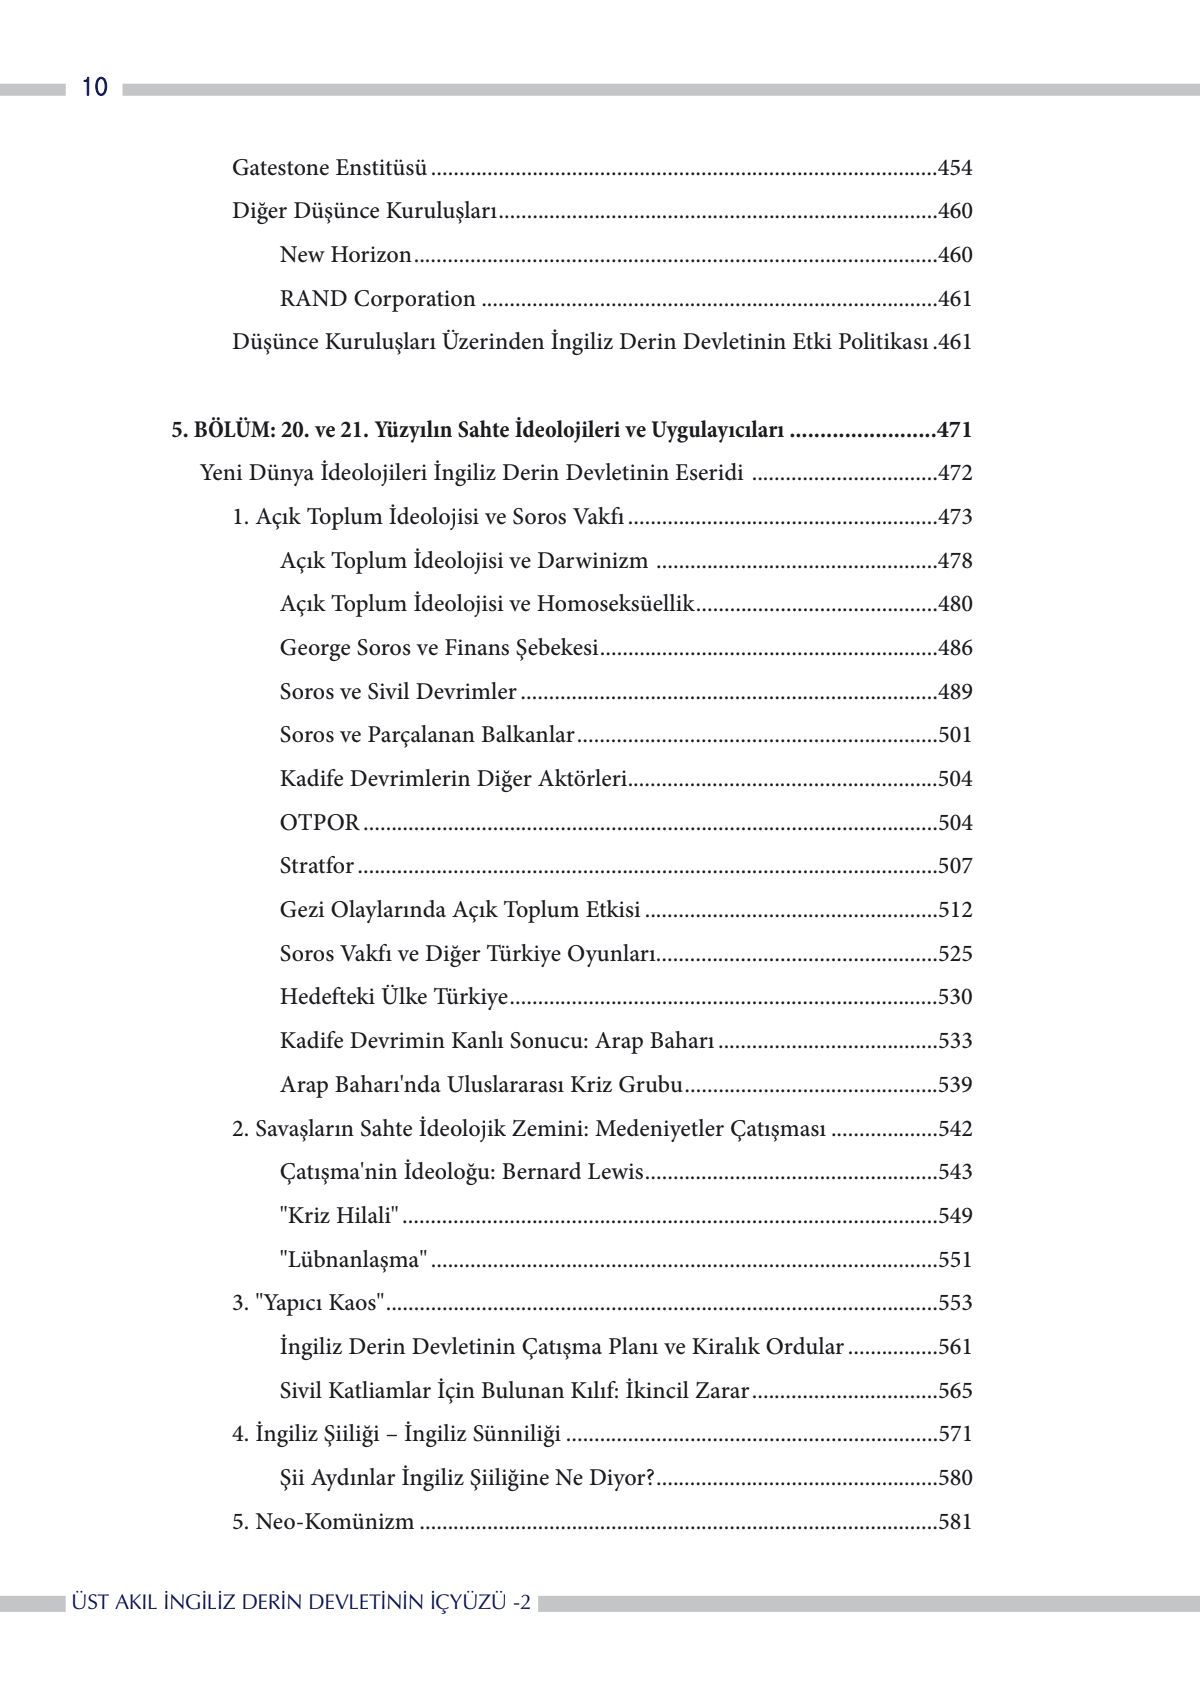 10
Gatestone Enstitüsü ..........................................................................................454
Diğer Düşünce Kuruluşları..............................................................................460
New Horizon.............................................................................................460
RAND Corporation .................................................................................461
Düşünce Kuruluşları Üzerinden İngiliz Derin Devletinin Etki Politikası .461
5. BÖLÜM: 20. ve 21. Yüzyılın Sahte İdeolojileri ve Uygulayıcıları ........................471
Yeni Dünya İdeolojileri İngiliz Derin Devletinin Eseridi .................................472
1. Açık Toplum İdeolojisi ve Soros Vakfı .......................................................473
Açık Toplum İdeolojisi ve Darwinizm ..................................................478
Açık Toplum İdeolojisi ve Homoseksüellik...........................................480
George Soros ve Finans Şebekesi............................................................486
Soros ve Sivil Devrimler ..........................................................................489
Soros ve Parçalanan Balkanlar................................................................501
Kadife Devrimlerin Diğer Aktörleri.......................................................504
OTPOR ......................................................................................................504
Stratfor .......................................................................................................507
Gezi Olaylarında Açık Toplum Etkisi ....................................................512
Soros Vakfı ve Diğer Türkiye Oyunları..................................................525
Hedefteki Ülke Türkiye............................................................................530
Kadife Devrimin Kanlı Sonucu: Arap Baharı .......................................533
Arap Baharı'nda Uluslararası Kriz Grubu.............................................539
2. Savaşların Sahte İdeolojik Zemini: Medeniyetler Çatışması ...................542
Çatışma'nin İdeoloğu: Bernard Lewis....................................................543
"Kriz Hilali" ...............................................................................................549
"Lübnanlaşma" ..........................................................................................551
3. "Yapıcı Kaos"..................................................................................................553
İngiliz Derin Devletinin Çatışma Planı ve Kiralık Ordular ................561
Sivil Katliamlar İçin Bulunan Kılıf: İkincil Zarar .................................565
4. İngiliz Şiiliği – İngiliz Sünniliği ..................................................................571
Şii Aydınlar İngiliz Şiiliğine Ne Diyor?..................................................580
5. Neo-Komünizm ............................................................................................581
ÜST AKIL İNGİLİZ DERİN DEVLETİNİN İÇYÜZÜ -2